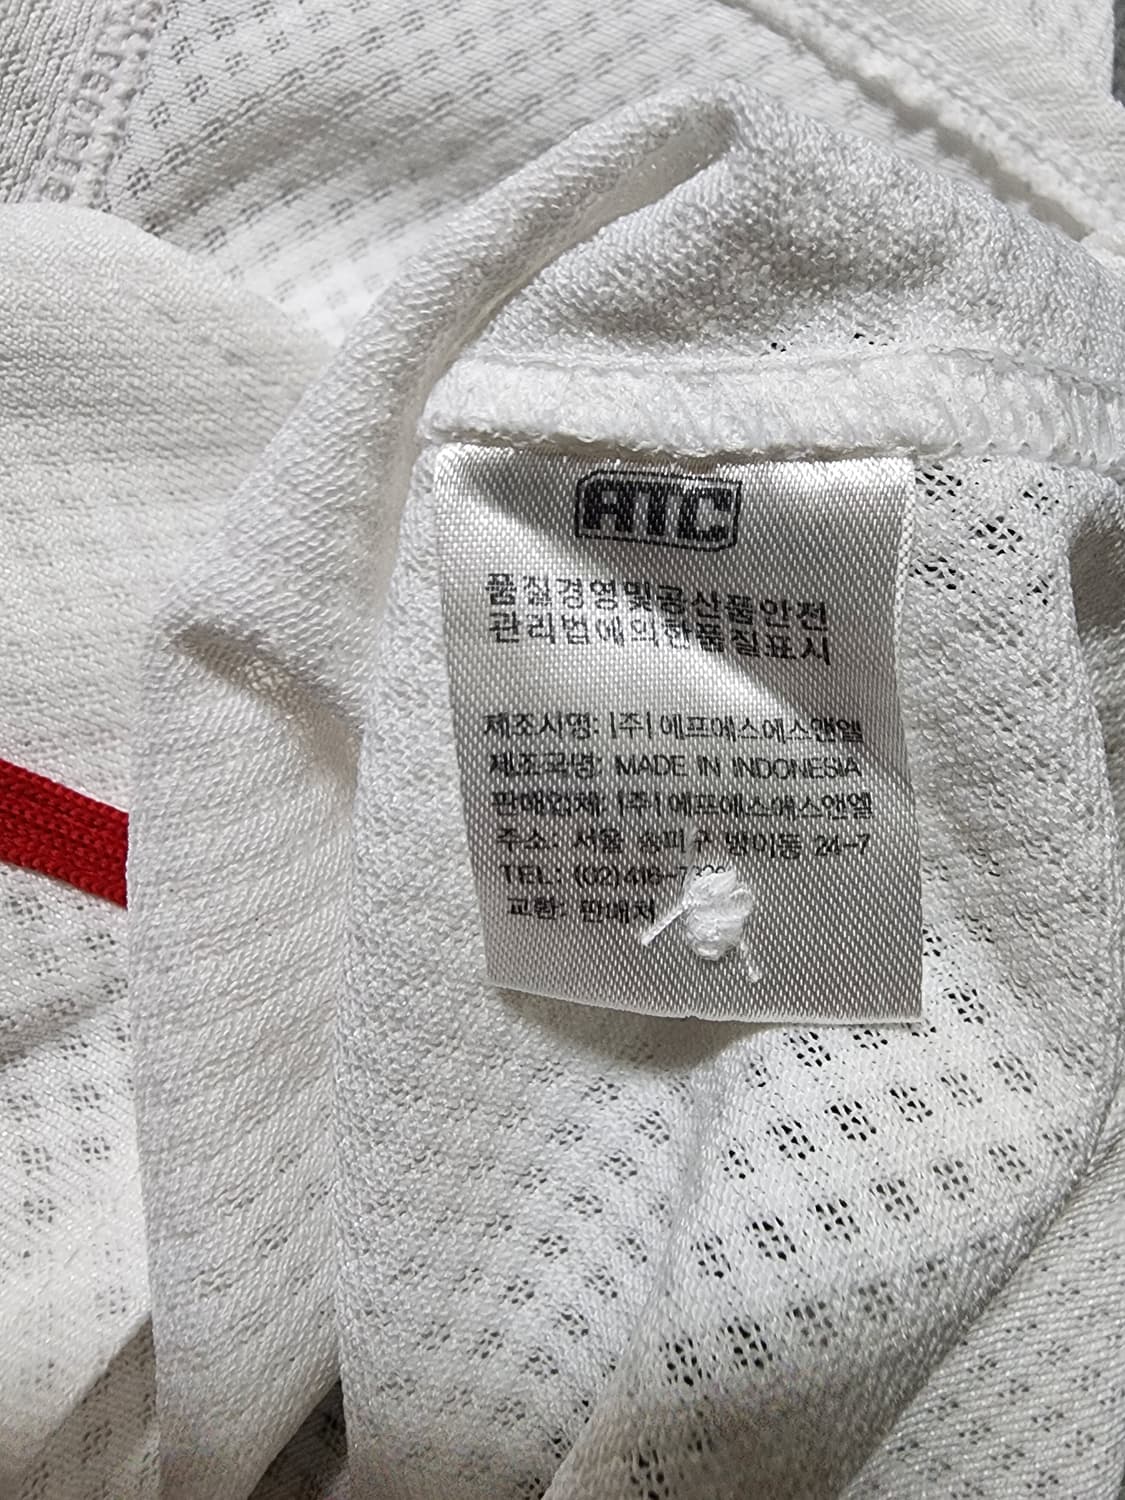 ATC
품질경영및공산품안전
관리법에의한품질표시
제조사명: (주)에프에스에스앤엘
제조국명: MADE IN INDONESIA
판매업체: (주)에프에스에스앤엘
주소: 서울 송파구 방이동 24-7
TEL: (02)416-
교환: 판매처